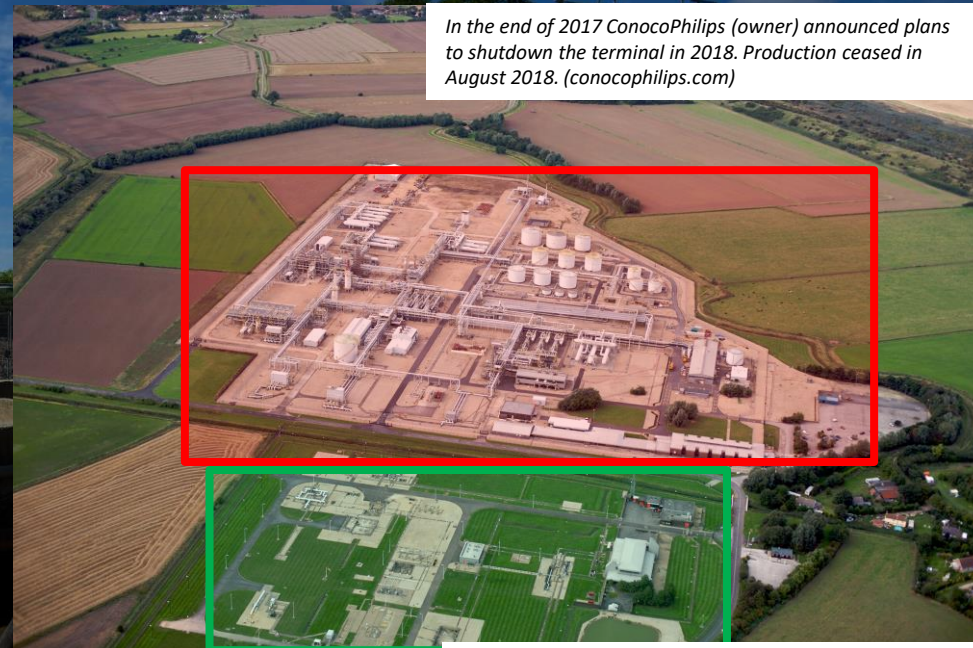 In the end of 2017 ConocoPhilips (owner) announced plans
to shutdown the terminal in 2018. Production ceased in
August 2018. (conocophilips.com)